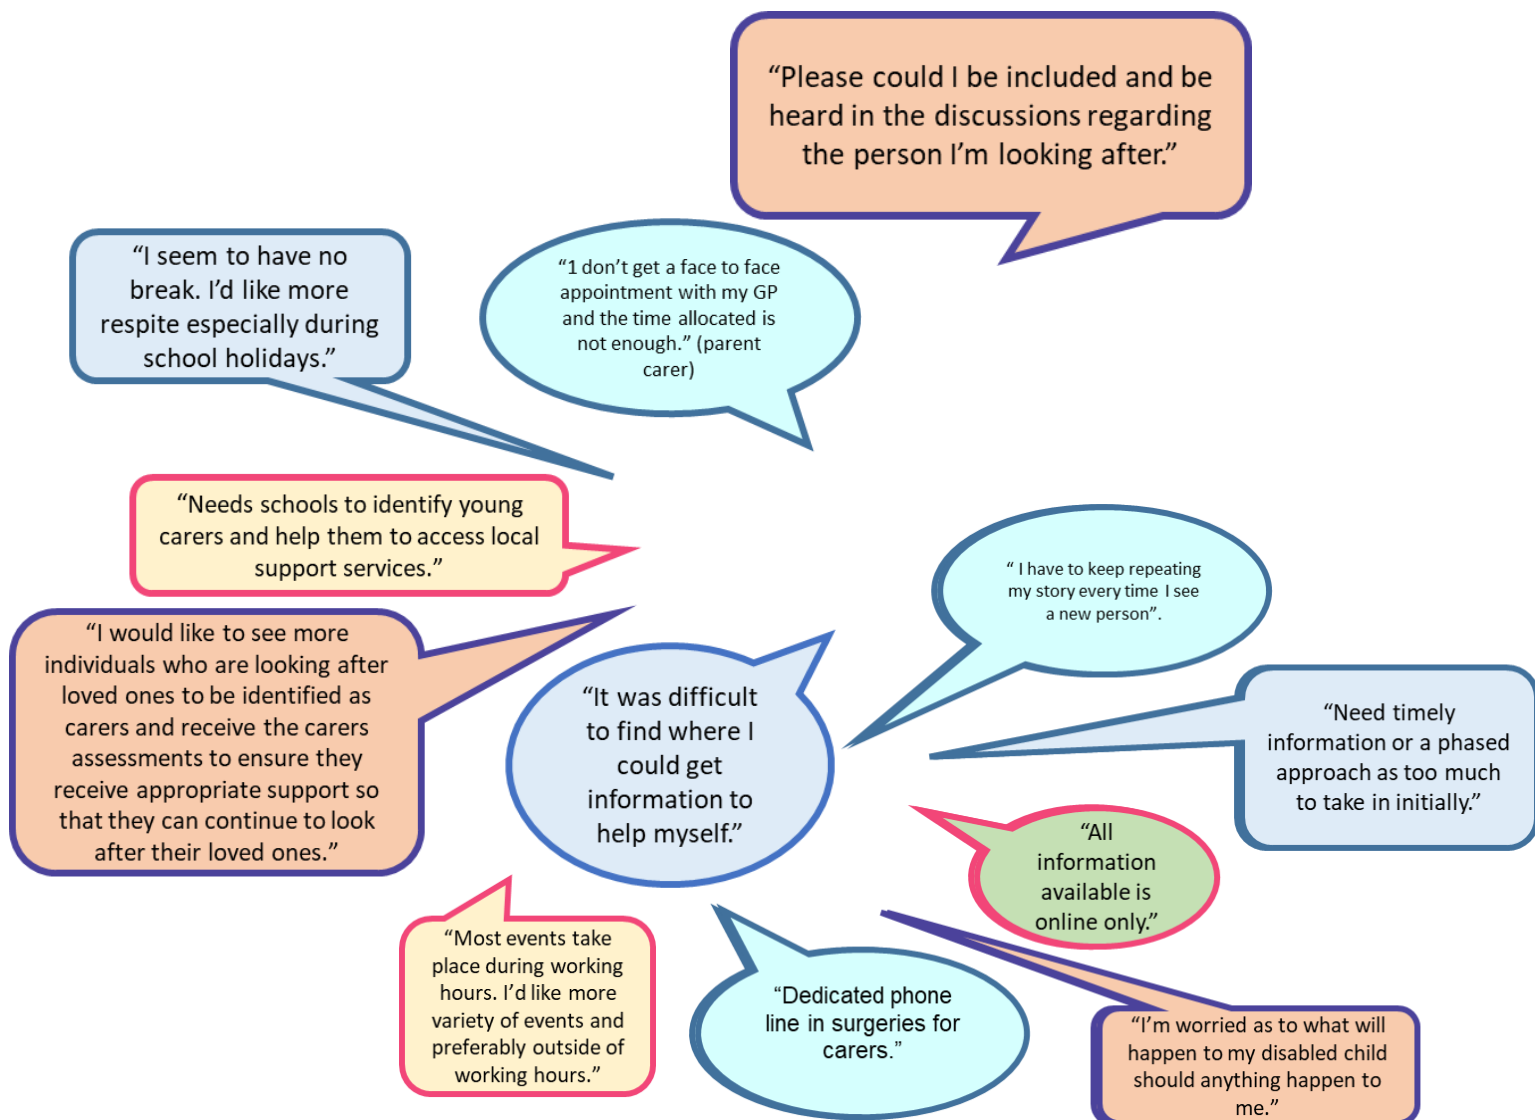 “Please could I be included and be
heard in the discussions regarding
the person I’m looking after.”
“I seem to have no
break. I’d like more
respite especially during
school holidays.”
“1 don’t get a face to face
appointment with my GP
and the time allocated is
not enough.” (parent
carer)
“Needs schools to identify young
carers and help them to access local
support services.”
“ I have to keep repeating
my story every time I see
a new person”.
“I would like to see more
individuals who are looking after
loved ones to be identified as
carers and receive the carers
assessments to ensure they
receive appropriate support so
that they can continue to look
after their loved ones.”
“It was difficult
to find where I
could get
information to
help myself.”
“Need timely
information or a phased
approach as too much
to take in initially.”
“All
information
available is
online only.”
“Most events take
place during working
hours. I’d like more
variety of events and
preferably outside of
working hours.”
“Dedicated phone
line in surgeries for
carers.”
“I’m worried as to what will
happen to my disabled child
should anything happen to
me.”